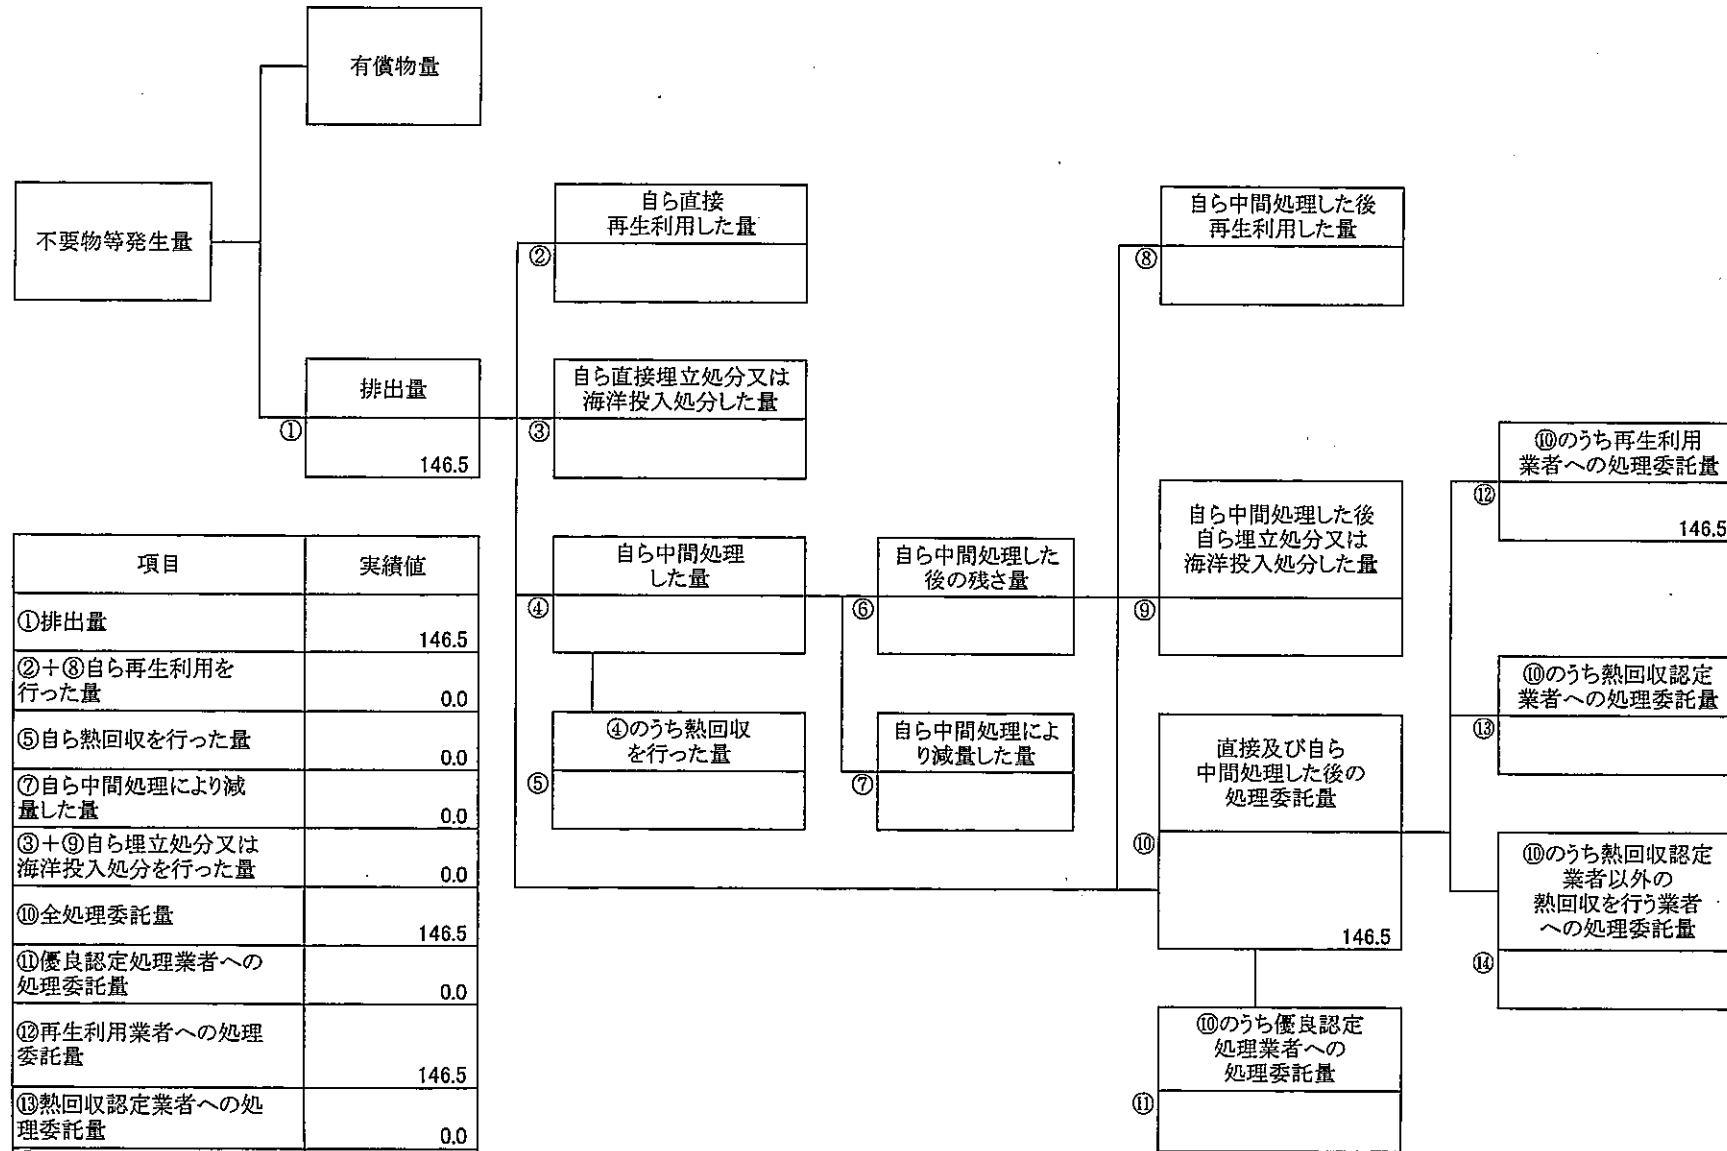 有償物量
不要物等発生量
自ら直接
再生利用した量
②
自ら中間処理した後
再生利用した量
⑧
排出量
①
146.5
自ら直接埋立処分又は
海洋投入処分した量
③
⑩のうち再生利用
業者への処理委託量
⑫
146.5
自ら中間処理した後
自ら埋立処分又は
海洋投入処分した量
⑨
自ら中間処理
した量
④
自ら中間処理した
後の残さ量
⑥
④のうち熱回収
を行った量
⑤
自ら中間処理によ
り減量した量
⑦
⑩のうち熱回収認定
業者への処理委託量
⑬
直接及び自ら
中間処理した後の
処理委託量
⑩
146.5
⑩のうち熱回収認定
業者以外の
熱回収を行う業者
への処理委託量
⑭
⑩のうち優良認定
処理業者への
処理委託量
⑪
項目 実績値
①排出量 146.5
②+⑧自ら再生利用を
行った量 0.0
⑤自ら熱回収を行った量 0.0
⑦自ら中間処理により減
量した量 0.0
③+⑨自ら埋立処分又は
海洋投入処分を行った量 0.0
⑩全処理委託量 146.5
⑪優良認定処理業者への
処理委託量 0.0
⑫再生利用業者への処理
委託量 146.5
⑬熱回収認定業者への処
理委託量 0.0